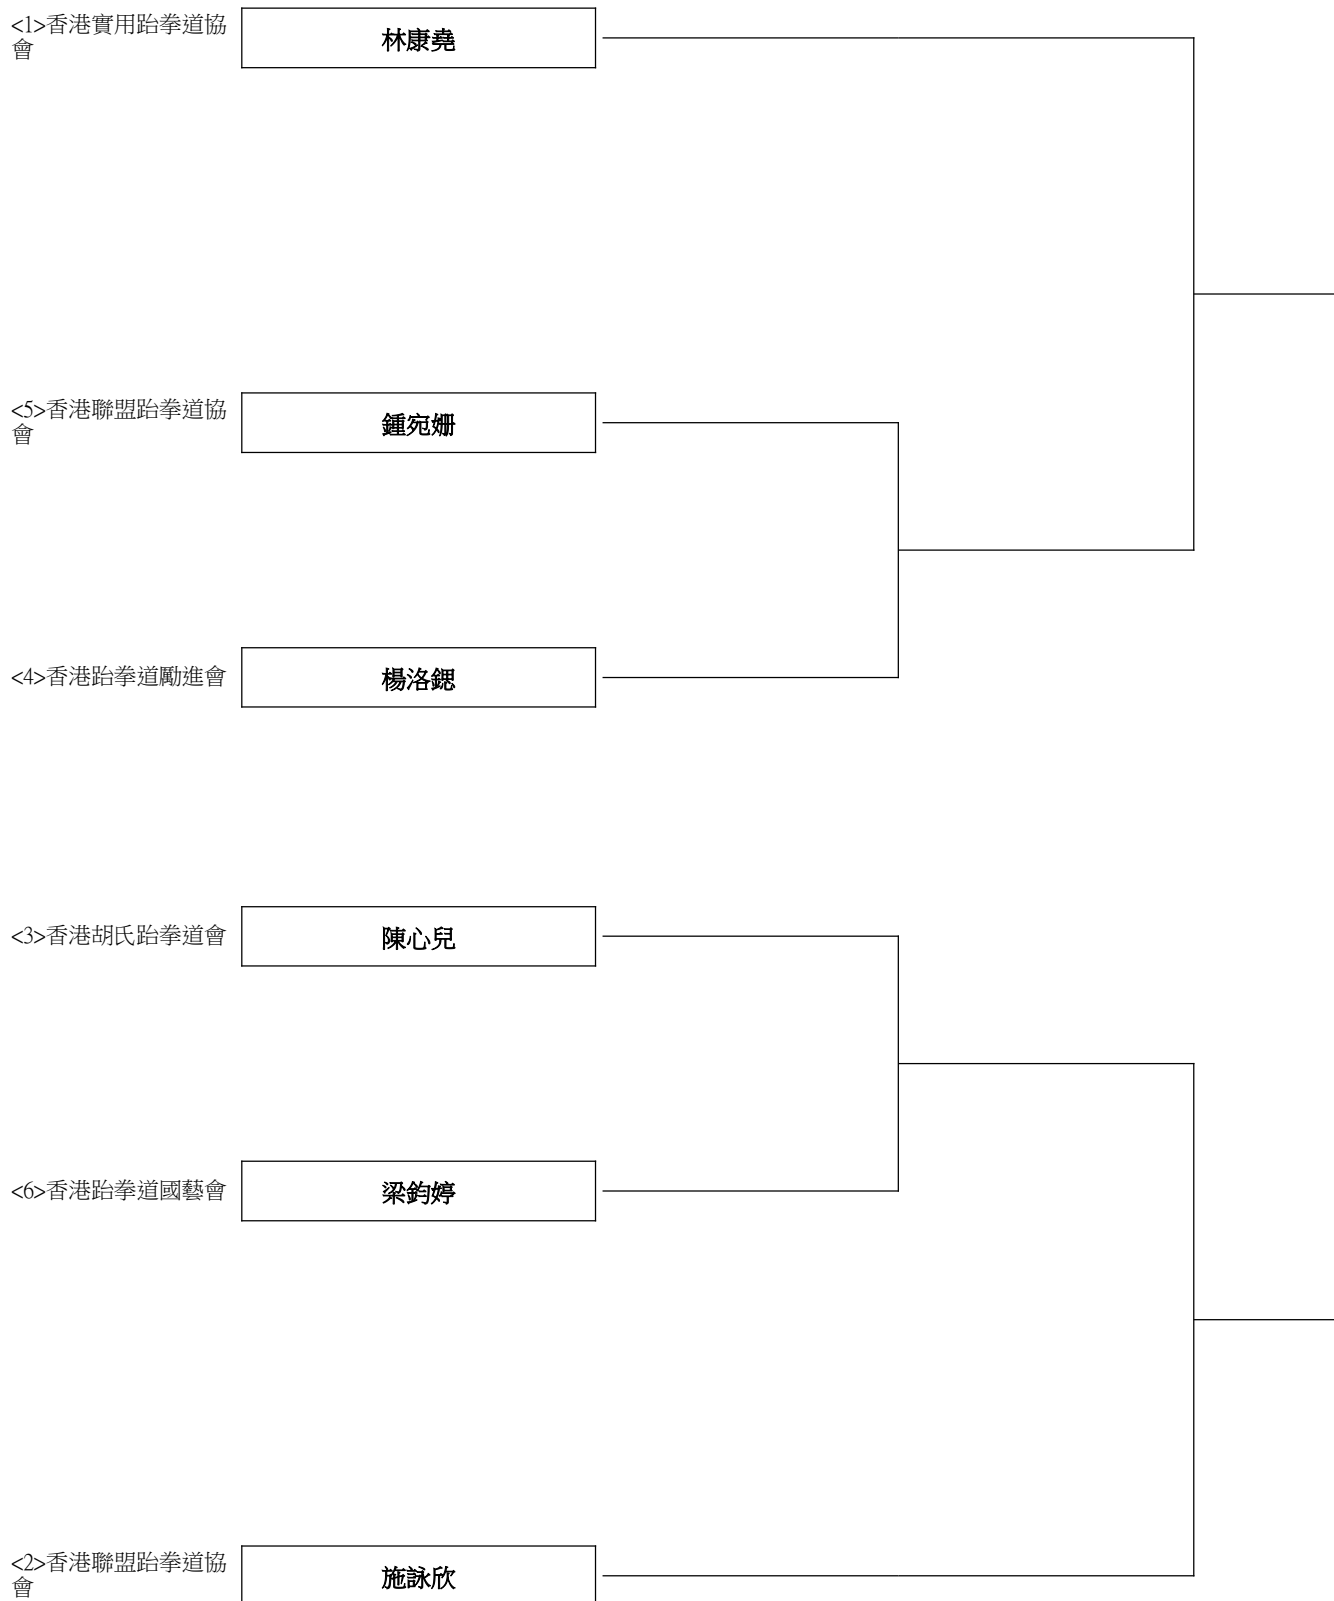 <1>香港實用跆拳道協
會
林康堯
<5>香港聯盟跆拳道協
會
鍾宛姍
<4>香港跆拳道勵進會
楊洛鍶
<3>香港胡氏跆拳道會
陳心兒
<6>香港跆拳道國藝會
梁鈞婷
<2>香港聯盟跆拳道協
會
施詠欣